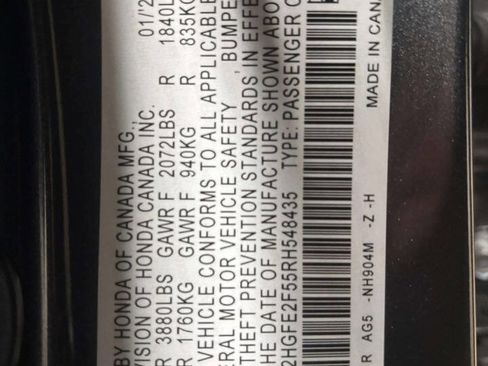 BY HONDA OF CANADA MFG., 01/'2
VISION OF HONDA CANADA INC.
R 3880LBS GAWR F 2072LBS R 1840L
R 1760KG GAWR F 940KG R 835KG
VEHICLE CONFORMS TO ALL APPLICABLE
ERAL MOTOR VEHICLE SAFETY, BUMPE
THEFT PREVENTION STANDARDS IN EFFE
HE DATE OF MANUFACTURE SHOWN ABO
2HGFE2F55RH548435 TYPE: PASSENGER C
R AG5 -NH904M -Z -H MADE IN CANA